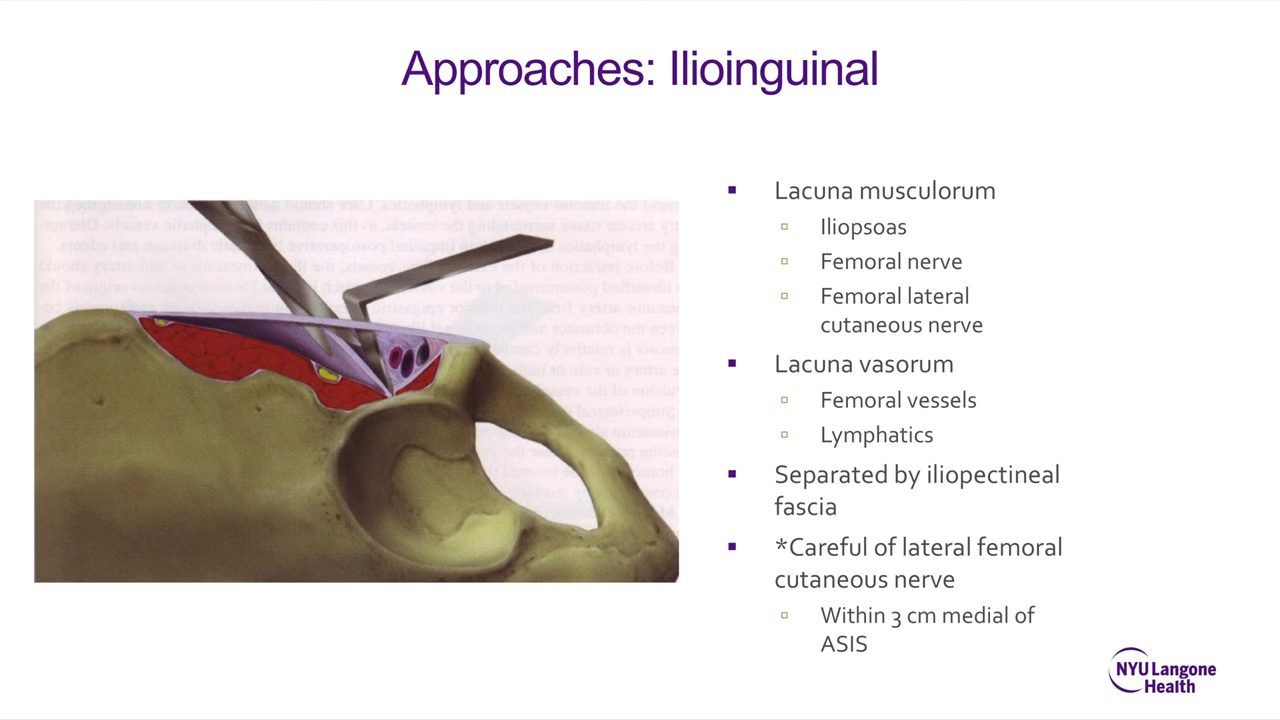 Approaches: Ilioinguinal
Lacuna musculorum
Iliopsoas
Femoral nerve
Femoral lateral
cutaneous nerve
Lacuna vasorum
Femoral vessels
Lymphatics
Separated by iliopectineal
fascia
*Careful of lateral femoral
cutaneous nerve
Within 3 cm medial of
ASIS
NYU Langone
Health